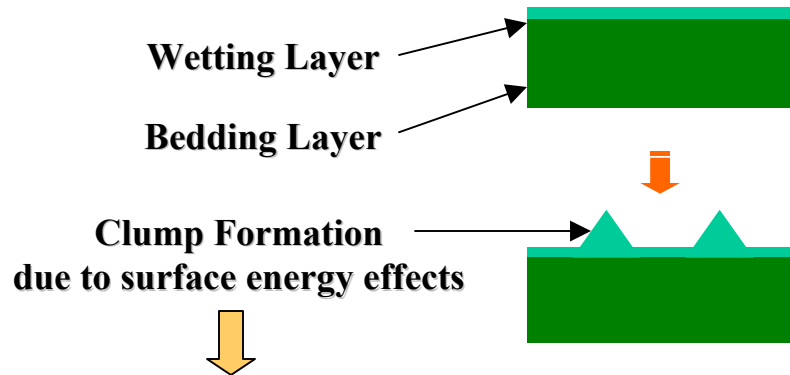 Wetting Layer
Bedding Layer
Clump Formation
due to surface energy effects